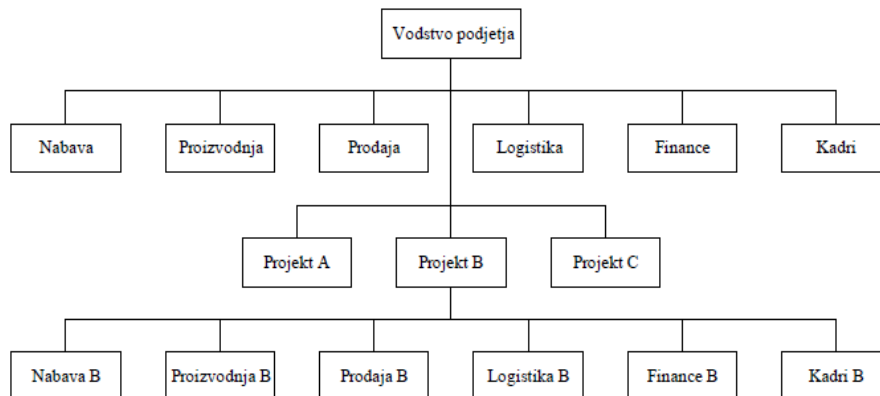 Vodstvo podjetja
Nabava
Proizvodnja
Prodaja
Logistika
Finance
Kadri
Projekt A
Projekt B
Projekt C
Nabava B
Proizvodnja B
Prodaja B
Logistika B
Finance B
Kadri B